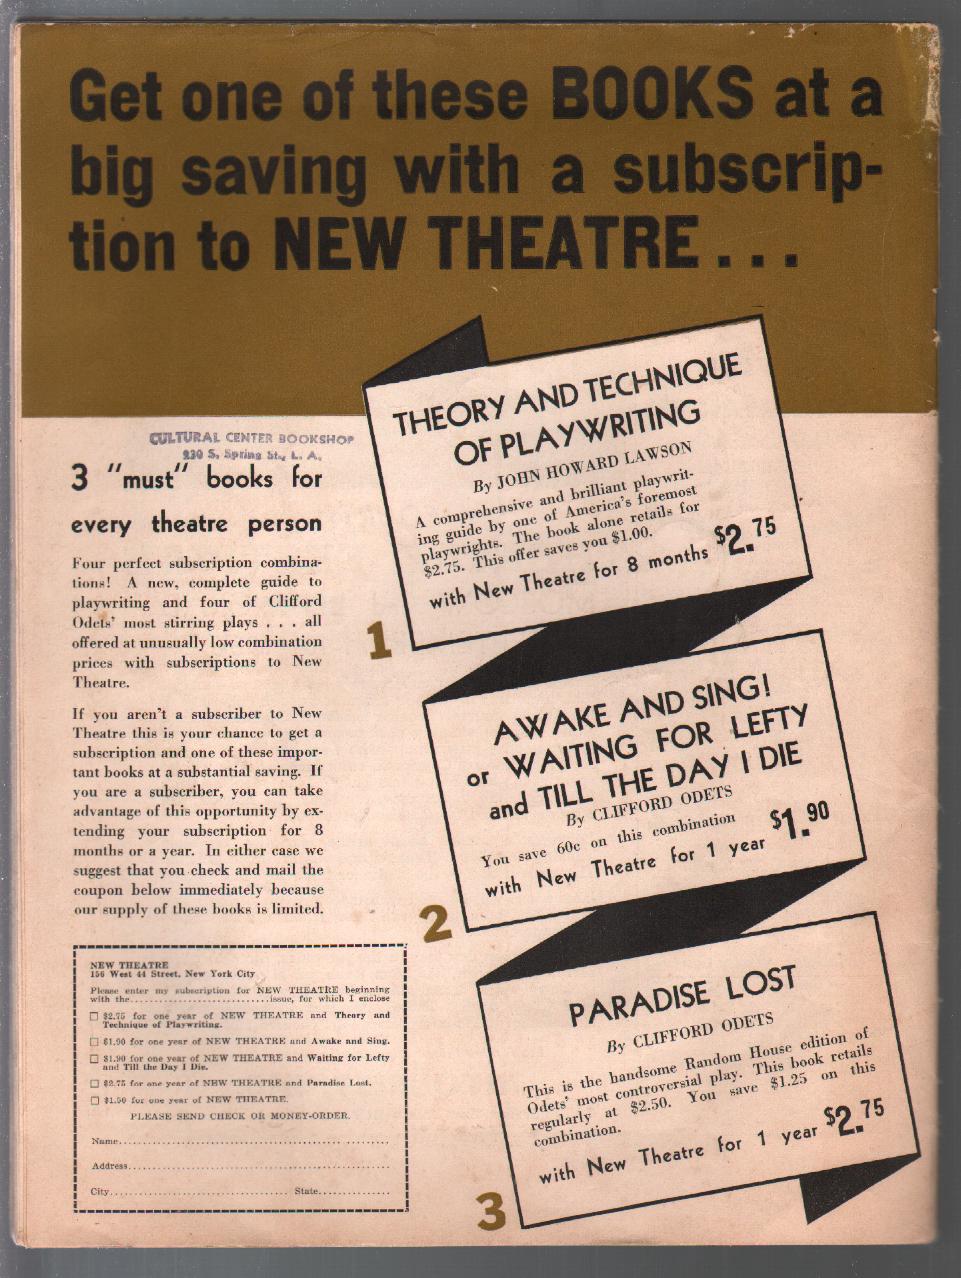 Get one of these BOOKS at a
big saving with a subscrip-
tion to NEW THEATRE...
CULTURAL CENTER BOOKSHOP
230 S. Spring St., L. A.
3 "must" books for
every theatre person
Four perfect subscription combina-
tions! A new, complete guide to
playwriting and four of Clifford
Odets' most stirring plays . . . all
offered at unusually low combination
prices with subscriptions to New
Theatre.
If you aren't a subscriber to New
Theatre this is your chance to get a
subscription and one of these impor-
tant books at a substantial saving. If
you are a subscriber, you can take
advantage of this opportunity by ex-
tending your subscription for 8
months or a year. In either case we
suggest that you check and mail the
coupon below immediately because
our supply of these books is limited.
NEW THEATRE
156 West 44 Street, New York City
Please enter my subscription for NEW THEATRE beginning
with the..............................issue, for which I enclose
☐ $2.75 for one year of NEW THEATRE and Theory and
Technique of Playwriting.
☐ $1.90 for one year of NEW THEATRE and Awake and Sing.
☐ $1.90 for one year of NEW THEATRE and Waiting for Lefty
and Till the Day I Die.
☐ $2.75 for one year of NEW THEATRE and Paradise Lost.
☐ $1.50 for one year of NEW THEATRE.
PLEASE SEND CHECK OR MONEY-ORDER.
Name............................................................
Address..........................................................
City....................................... State................
THEORY AND TECHNIQUE
OF PLAYWRITING
By JOHN HOWARD LAWSON
A comprehensive and brilliant playwrit-
ing guide by one of America's foremost
playwrights. The book alone retails for
$2.75. This offer saves you $1.00.
with New Theatre for 8 months $2.75
1
AWAKE AND SING!
or WAITING FOR LEFTY
and TILL THE DAY I DIE
By CLIFFORD ODETS
You save 60c on this combination
with New Theatre for 1 year $1.90
2
PARADISE LOST
By CLIFFORD ODETS
This is the handsome Random House edition of
Odets' most controversial play. This book retails
regularly at $2.50. You save $1.25 on this
combination.
with New Theatre for 1 year $2.75
3